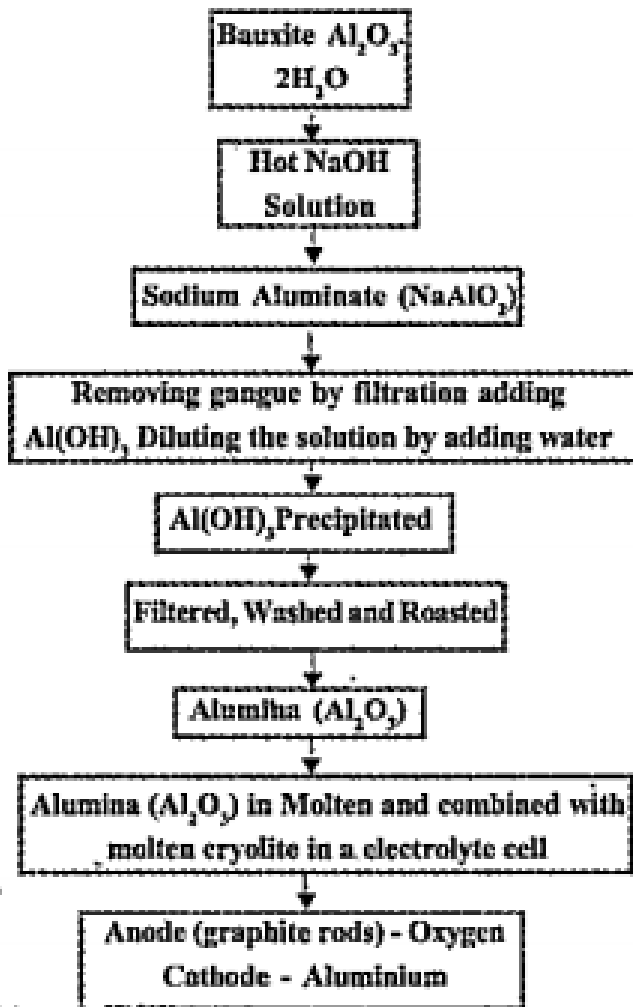 Bauxite Al₂O₃.
2H₂O
Hot NaOH
Solution
Sodium Aluminate (NaAlO₂)
Removing gangue by filtration adding
Al(OH)₃ Diluting the solution by adding water
Al(OH)₃Precipitated
Filtered, Washed and Roasted
Alumina (Al₂O₃)
Alumina (Al₂O₃) in Molten and combined with
molten cryolite in a electrolyte cell
Anode (graphite rods) - Oxygen
Cathode - Aluminium